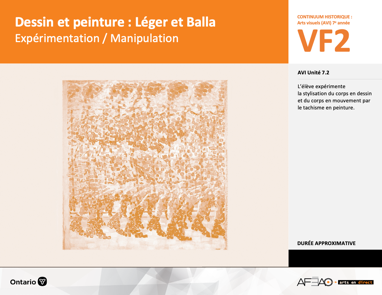 Dessin et peinture : Léger et Balla
Expérimentation / Manipulation
CONTINUUM HISTORIQUE :
Arts visuels (AVI) 7e année
VF2
AVI Unité 7.2
L'élève expérimente
la stylisation du corps en dessin
et du corps en mouvement par
le tachisme en peinture.
DURÉE APPROXIMATIVE
Ontario
AFEAO
arts en direct